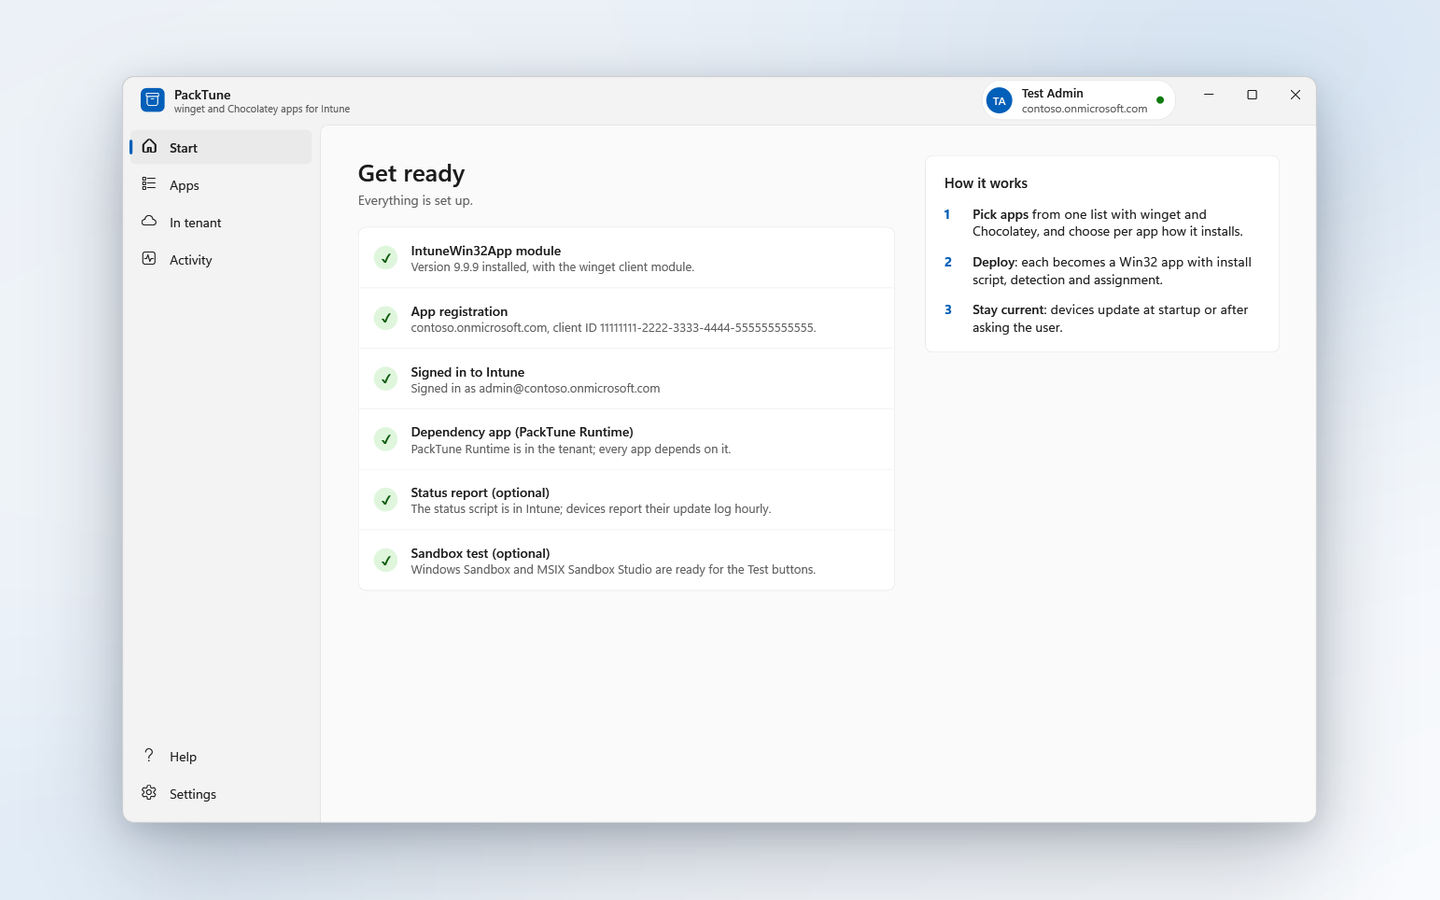 PackTune
winget and Chocolatey apps for Intune
TA
Test Admin
contoso.onmicrosoft.com
Start
Apps
In tenant
Activity
Help
Settings
Get ready
Everything is set up.
IntuneWin32App module
Version 9.9.9 installed, with the winget client module.
App registration
contoso.onmicrosoft.com, client ID 11111111-2222-3333-4444-555555555555.
Signed in to Intune
Signed in as admin@contoso.onmicrosoft.com
Dependency app (PackTune Runtime)
PackTune Runtime is in the tenant; every app depends on it.
Status report (optional)
The status script is in Intune; devices report their update log hourly.
Sandbox test (optional)
Windows Sandbox and MSIX Sandbox Studio are ready for the Test buttons.
How it works
1 Pick apps from one list with winget and
Chocolatey, and choose per app how it installs.
2 Deploy: each becomes a Win32 app with install
script, detection and assignment.
3 Stay current: devices update at startup or after
asking the user.